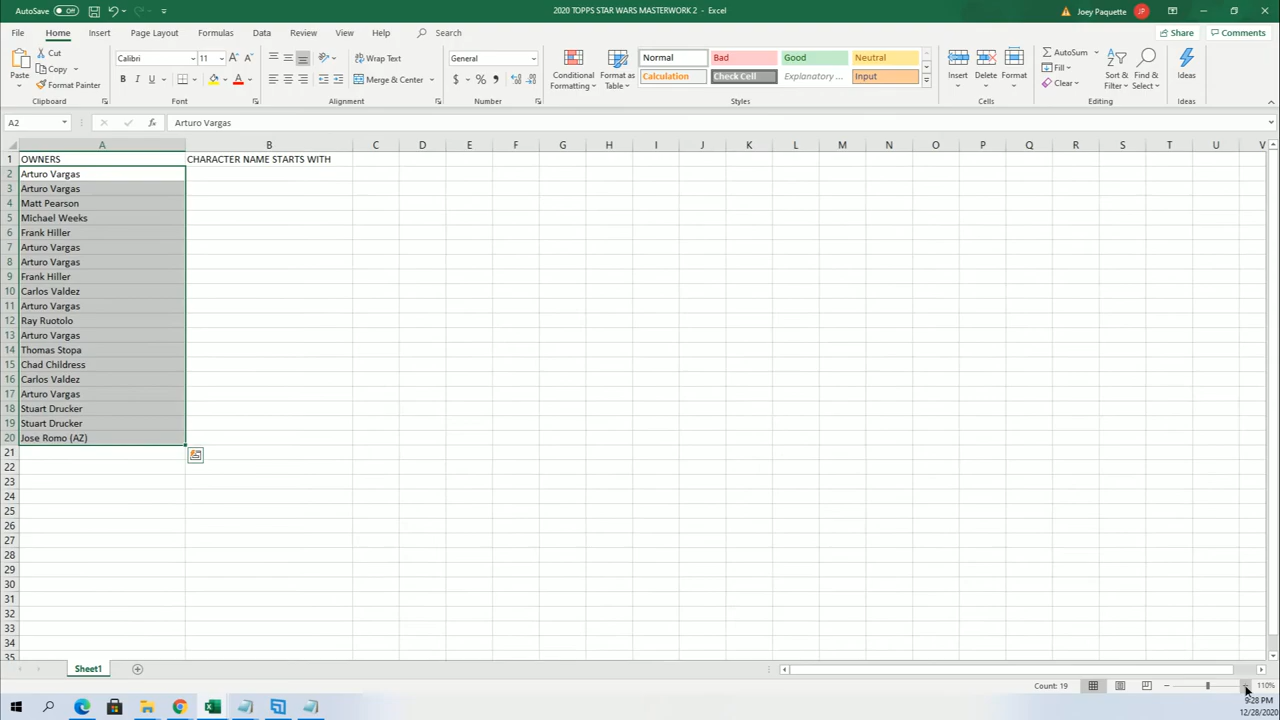 AutoSave Off 2020 TOPPS STAR WARS MASTERWORK 2 - Excel Joey Paquette JP
File Home Insert Page Layout Formulas Data Review View Help Search Share Comments
Paste Cut Copy Format Painter Clipboard
Calibri 11 B I U A A Font
Wrap Text Merge & Center Alignment
General $ % , Number
Conditional Formatting Format as Table
Normal Bad Good Neutral
Calculation Check Cell Explanatory ... Input
Styles
Insert Delete Format Cells
AutoSum Fill Clear Sort & Filter Find & Select Editing
Ideas Ideas
A2 fx Arturo Vargas
A B C D E F G H I J K L M N O P Q R S T U V
1 OWNERS CHARACTER NAME STARTS WITH
2 Arturo Vargas
3 Arturo Vargas
4 Matt Pearson
5 Michael Weeks
6 Frank Hiller
7 Arturo Vargas
8 Arturo Vargas
9 Frank Hiller
10 Carlos Valdez
11 Arturo Vargas
12 Ray Ruotolo
13 Arturo Vargas
14 Thomas Stopa
15 Chad Childress
16 Carlos Valdez
17 Arturo Vargas
18 Stuart Drucker
19 Stuart Drucker
20 Jose Romo (AZ)
21
22
23
24
25
26
27
28
29
30
31
32
33
34
35
Sheet1
Count: 19 110%
9:28 PM
12/28/2020